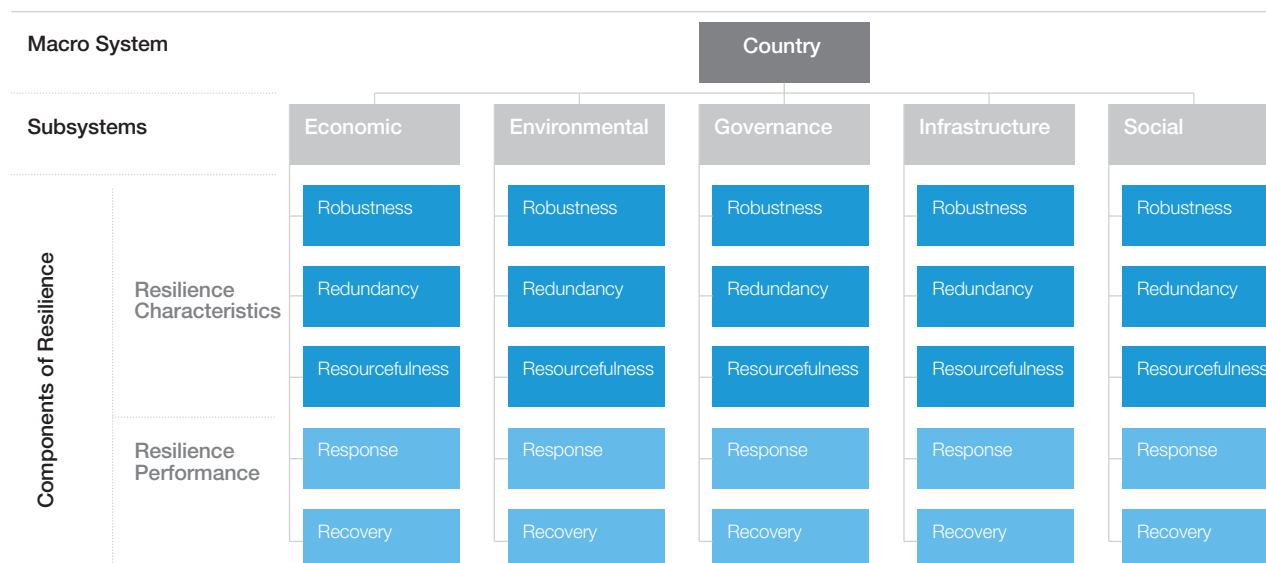 Macro System
Country
Subsystems
Economic
Environmental
Governance
Infrastructure
Social
Components of Resilience
Resilience
Characteristics
Robustness
Robustness
Robustness
Robustness
Robustness
Redundancy
Redundancy
Redundancy
Redundancy
Redundancy
Resourcefulness
Resourcefulness
Resourcefulness
Resourcefulness
Resourcefulness
Resilience
Performance
Response
Response
Response
Response
Response
Recovery
Recovery
Recovery
Recovery
Recovery